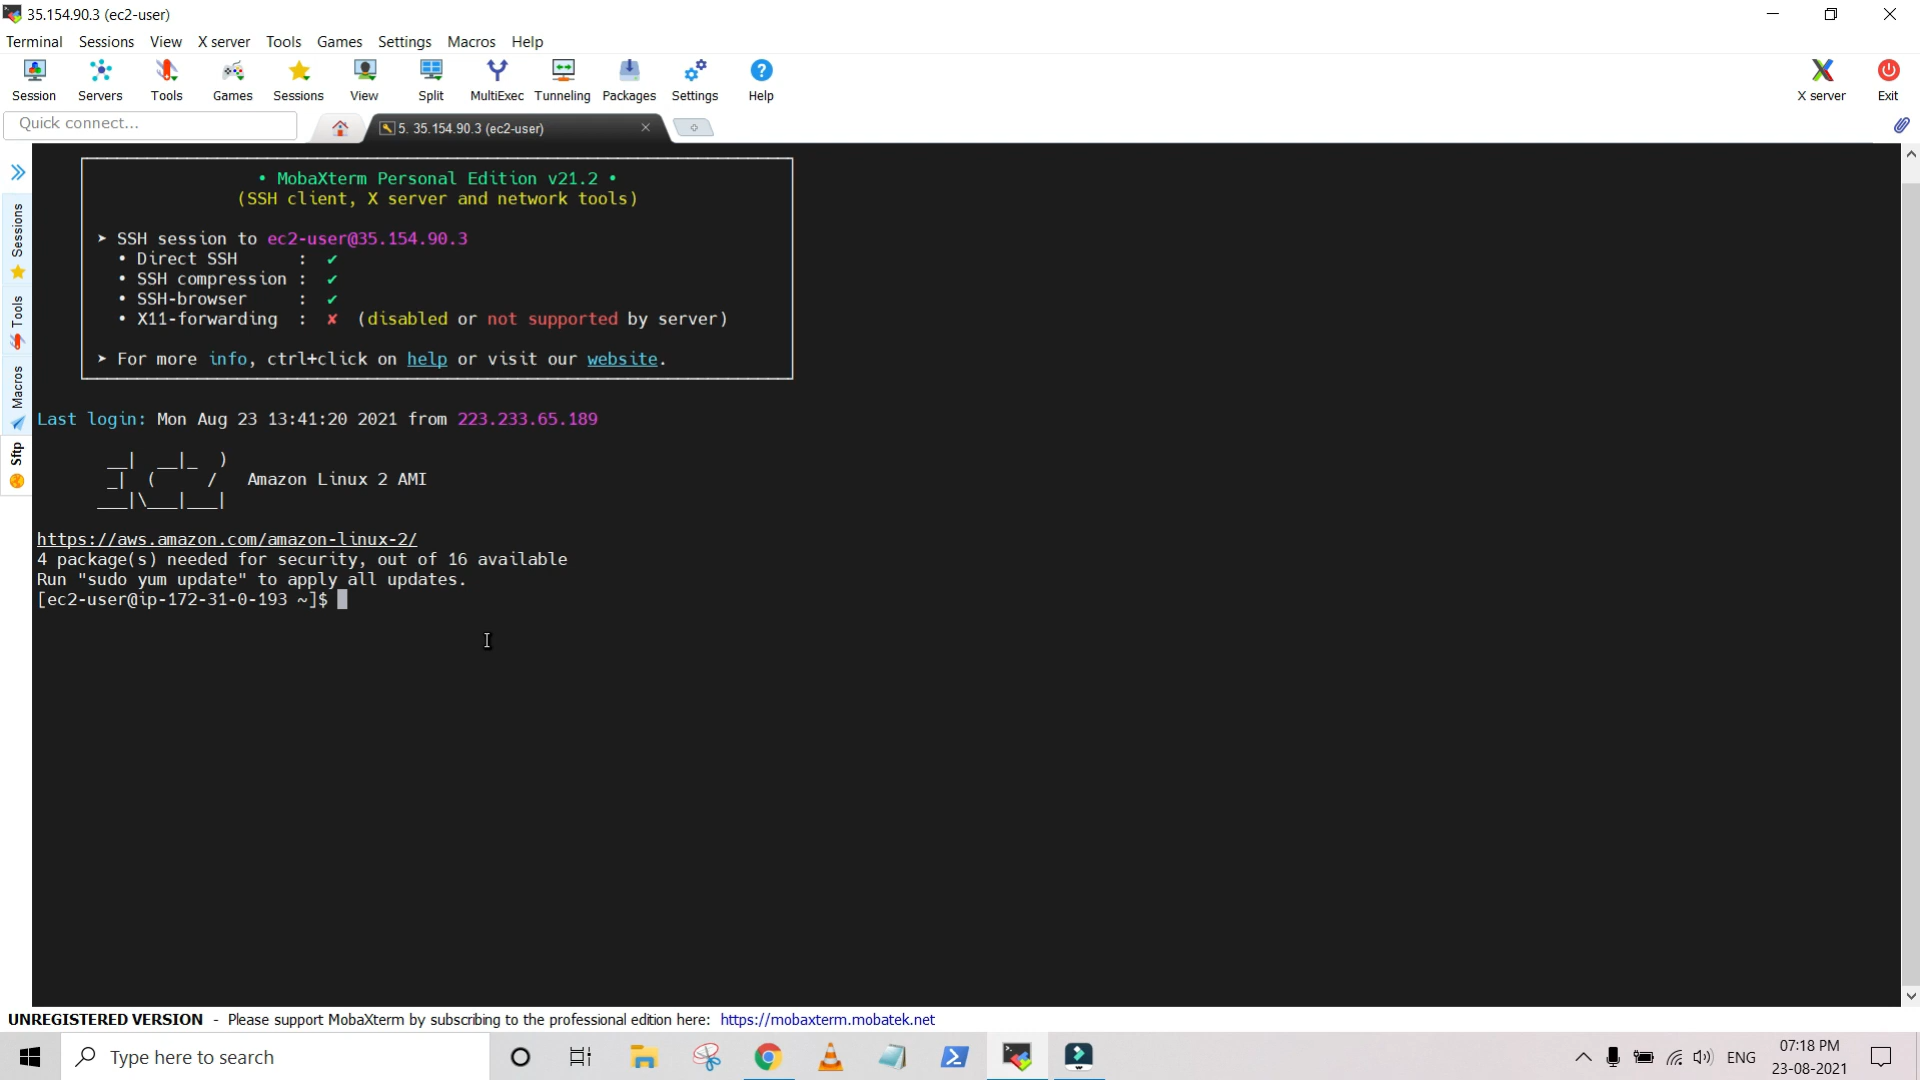 35.154.90.3 (ec2-user)
Terminal Sessions View X server Tools Games Settings Macros Help
Session Servers Tools Games Sessions View Split MultiExec Tunneling Packages Settings Help X server Exit
Quick connect...
5. 35.154.90.3 (ec2-user)
Sessions
Tools
Macros
Sftp
• MobaXterm Personal Edition v21.2 •
(SSH client, X server and network tools)
➤ SSH session to ec2-user@35.154.90.3
• Direct SSH : ✔
• SSH compression : ✔
• SSH-browser : ✔
• X11-forwarding : ✘ (disabled or not supported by server)
➤ For more info, ctrl+click on help or visit our website.
Last login: Mon Aug 23 13:41:20 2021 from 223.233.65.189
__| __|_ )
_| ( / Amazon Linux 2 AMI
___|\___|___|
https://aws.amazon.com/amazon-linux-2/
4 package(s) needed for security, out of 16 available
Run "sudo yum update" to apply all updates.
[ec2-user@ip-172-31-0-193 ~]$
UNREGISTERED VERSION - Please support MobaXterm by subscribing to the professional edition here: https://mobaxterm.mobatek.net
Type here to search
ENG
07:18 PM
23-08-2021